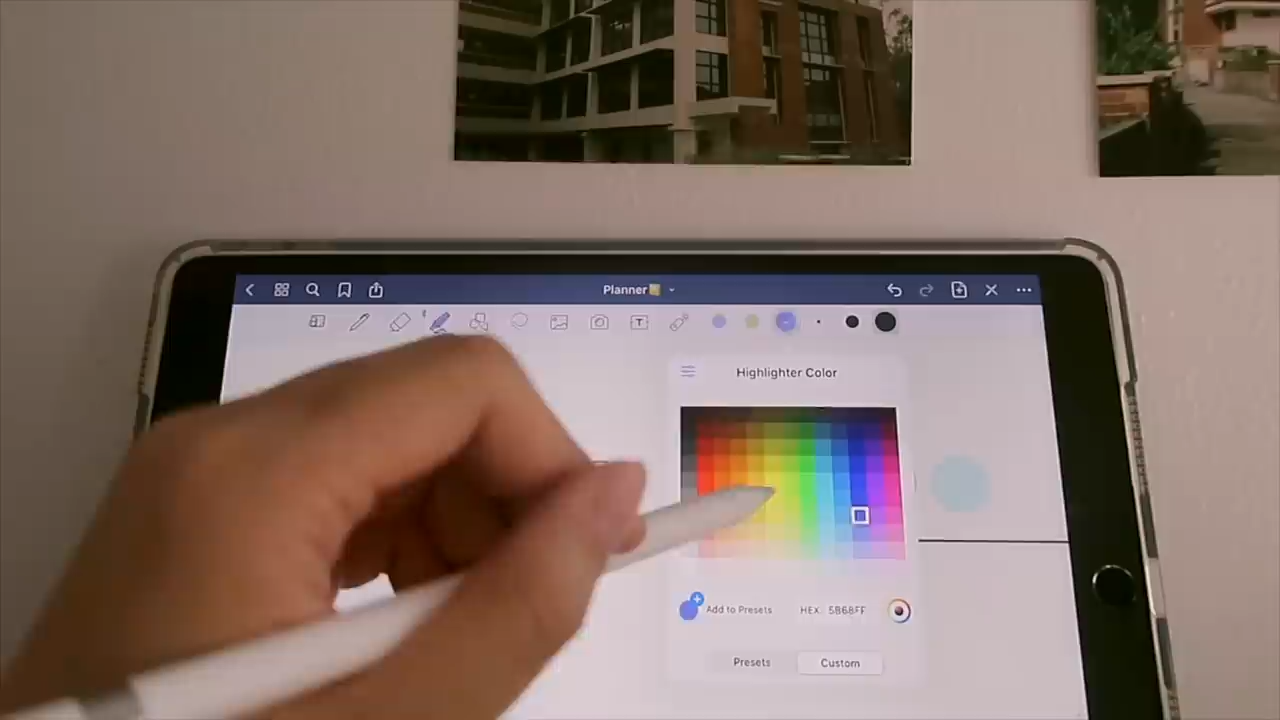 Planner
T
Highlighter Color
Add to Presets HEX: 5B68FF
Presets Custom